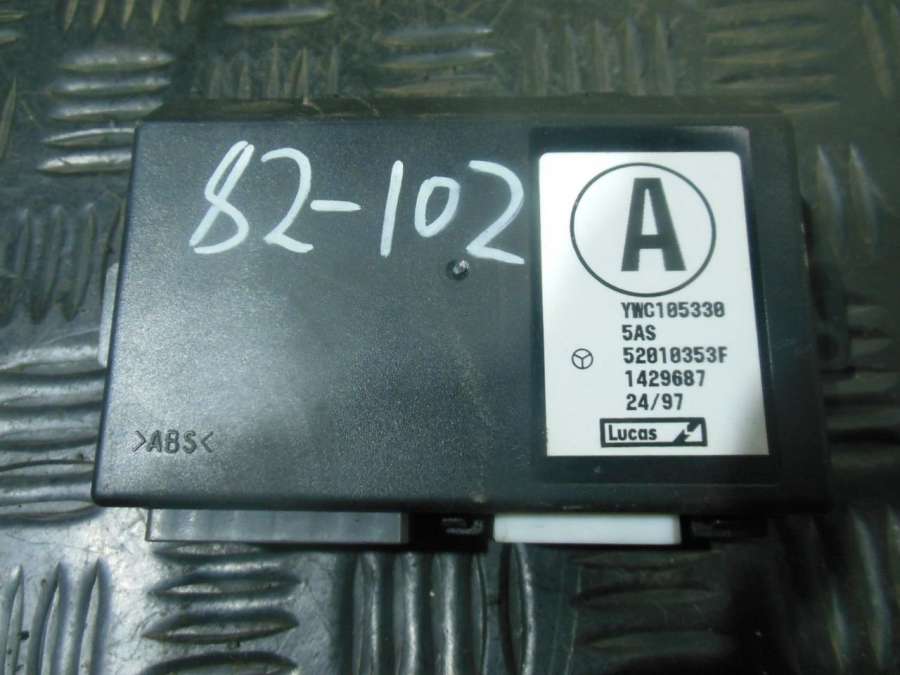 82-102
A
YWC105330
5AS
52010353F
1429687
24/97
Lucas
>ABS<